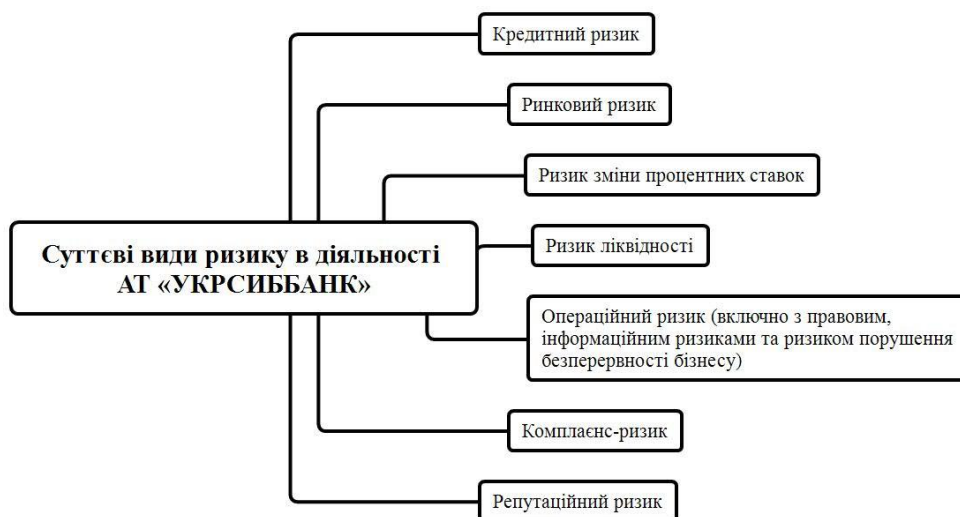 Кредитний ризик
Ринковий ризик
Ризик зміни процентних ставок
Суттєві види ризику в діяльності
АТ «УКРСИББАНК»
Ризик ліквідності
Операційний ризик (включно з правовим,
інформаційним ризиками та ризиком порушення
безперервності бізнесу)
Комплаєнс-ризик
Репутаційний ризик